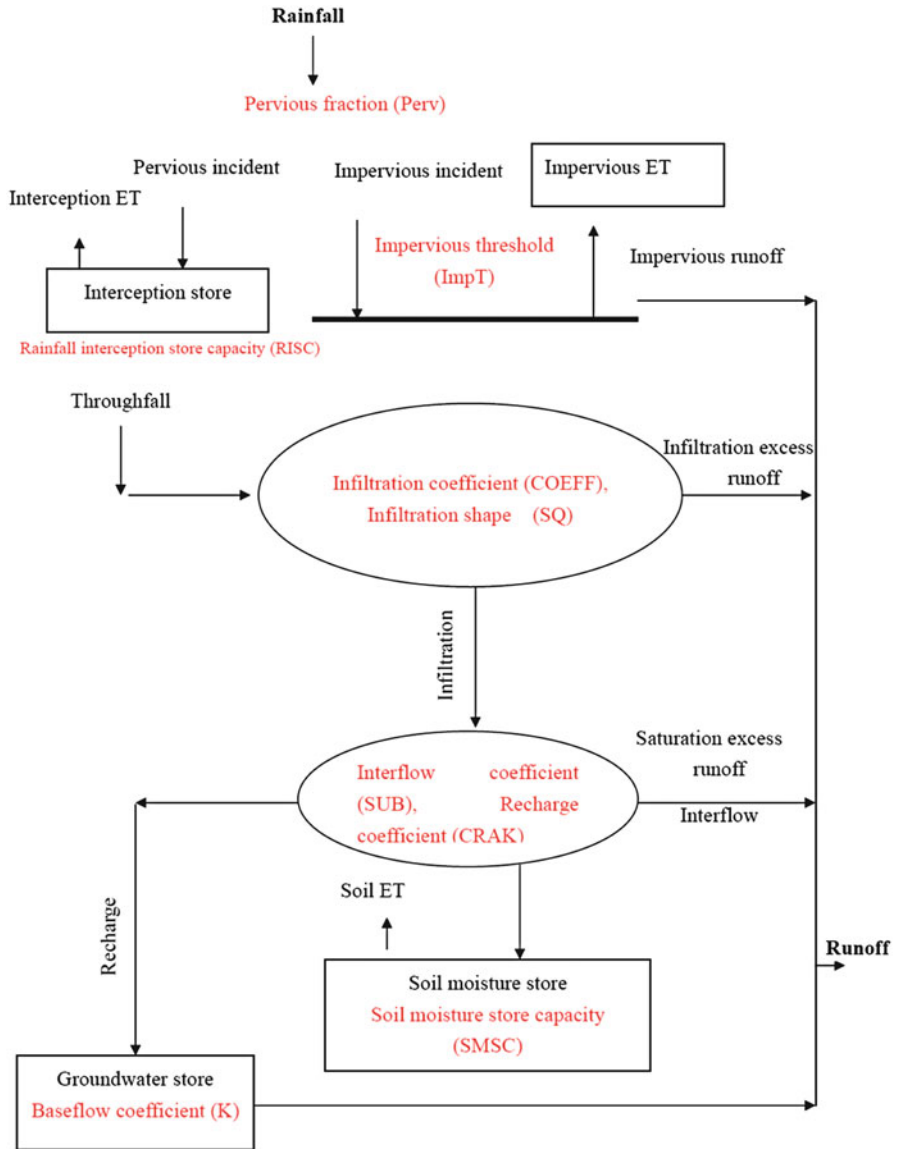 Rainfall
Pervious fraction (Perv)
Pervious incident
Impervious incident
Impervious ET
Interception ET
Impervious threshold
(ImpT)
Impervious runoff
Interception store
Rainfall interception store capacity (RISC)
Throughfall
Infiltration excess
runoff
Infiltration coefficient (COEFF),
Infiltration shape (SQ)
Infiltration
Saturation excess
runoff
Interflow
Interflow coefficient
(SUB), Recharge
coefficient (CRAK)
Soil ET
Recharge
Runoff
Soil moisture store
Soil moisture store capacity
(SMSC)
Groundwater store
Baseflow coefficient (K)